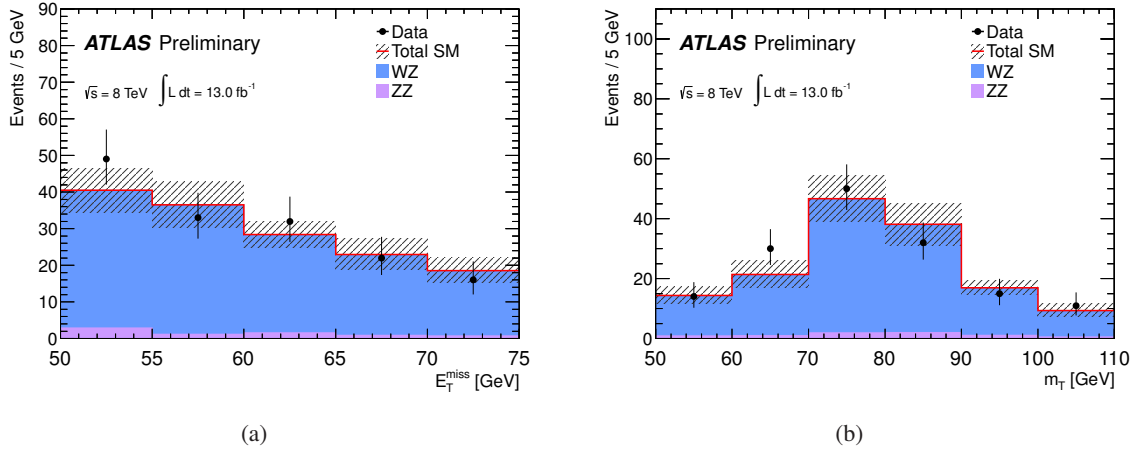 Events / 5 GeV
90
80
70
60
50
40
30
20
10
0
50 55 60 65 70 75
E_T^miss [GeV]
ATLAS Preliminary
√s = 8 TeV ∫ L dt = 13.0 fb⁻¹
Data
Total SM
WZ
ZZ
(a)
Events / 5 GeV
100
80
60
40
20
0
50 60 70 80 90 100 110
m_T [GeV]
ATLAS Preliminary
√s = 8 TeV ∫ L dt = 13.0 fb⁻¹
Data
Total SM
WZ
ZZ
(b)